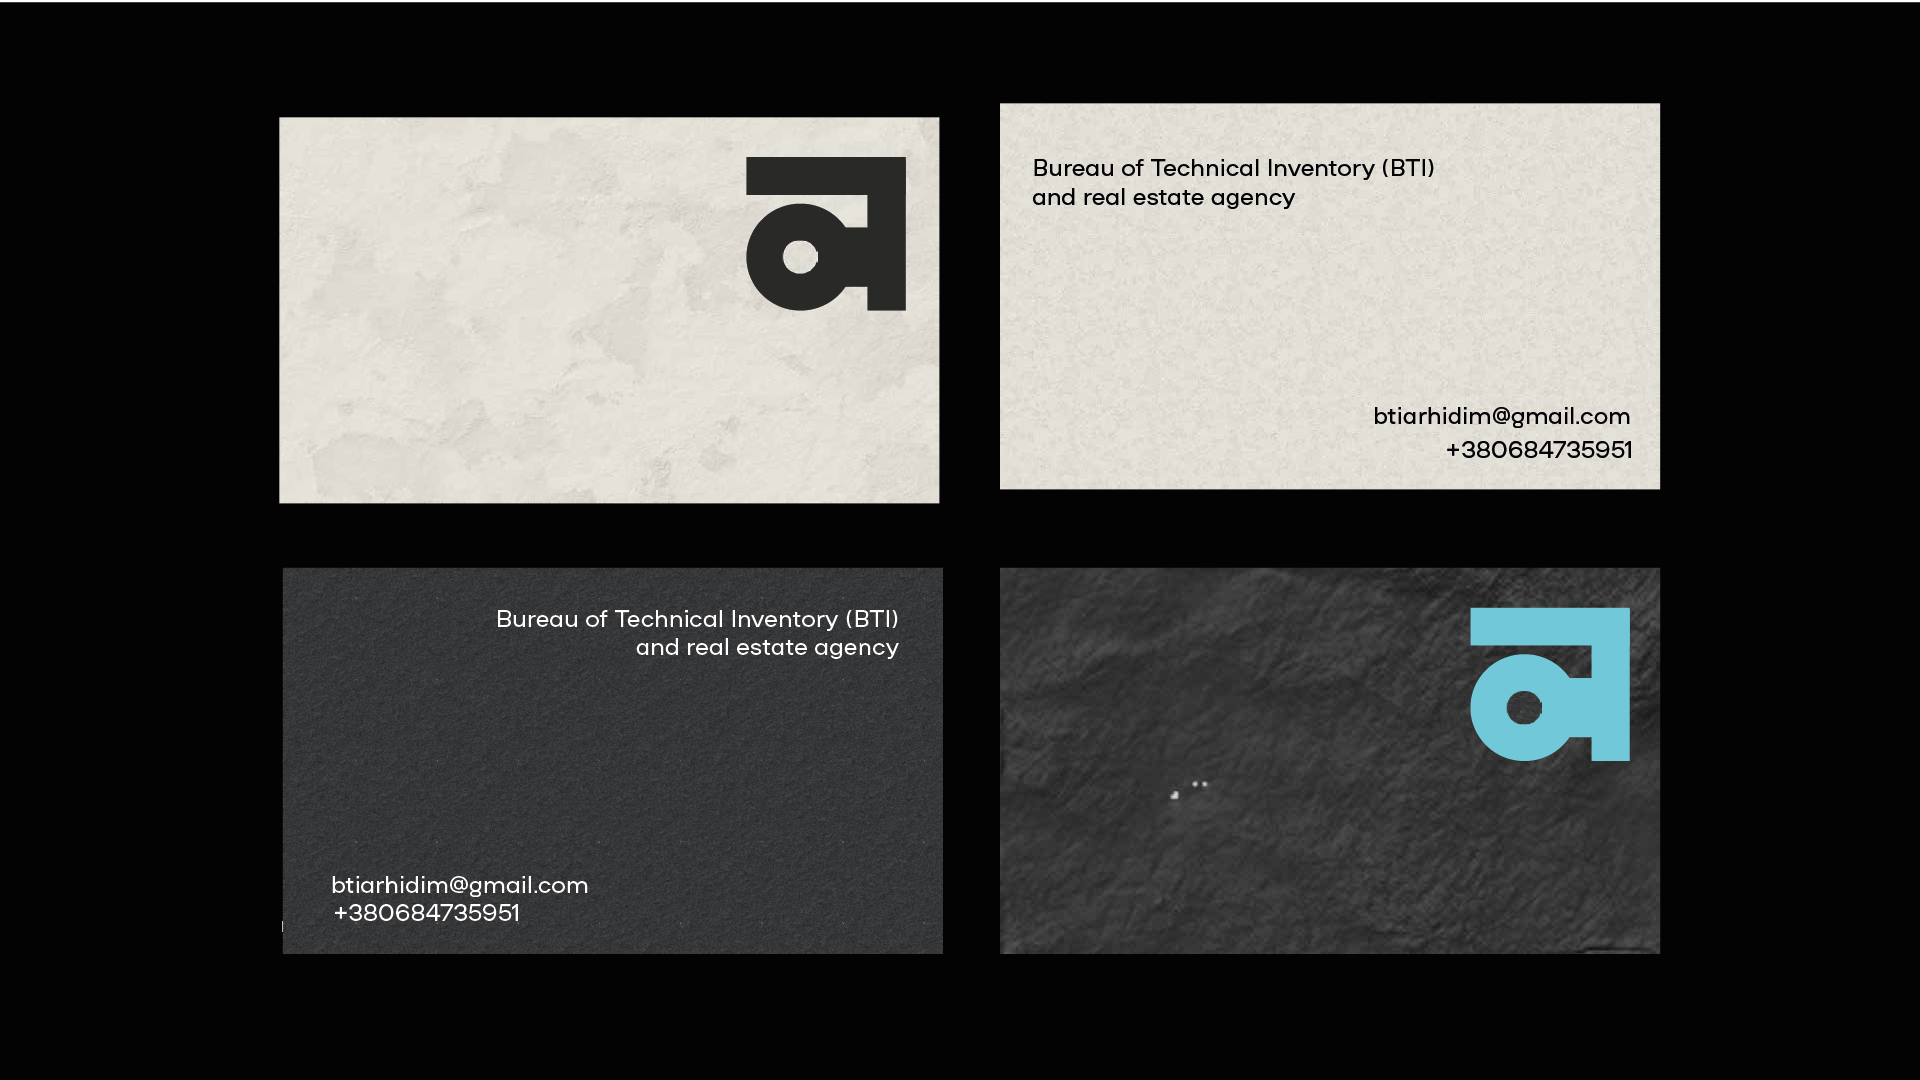 Bureau of Technical Inventory (BTI)
and real estate agency
btiarhidim@gmail.com
+380684735951
Bureau of Technical Inventory (BTI)
and real estate agency
btiarhidim@gmail.com
+380684735951